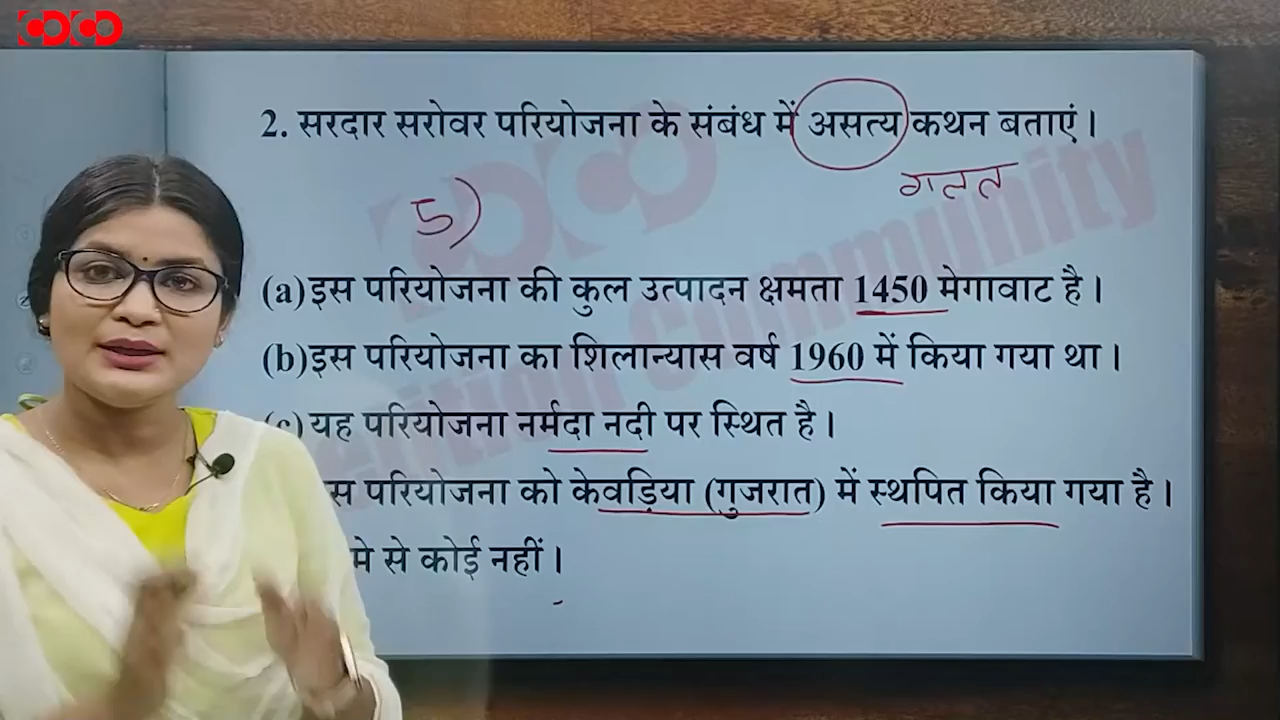 2. सरदार सरोवर परियोजना के संबंध में असत्य कथन बताएं।
गलत
5)
(a)इस परियोजना की कुल उत्पादन क्षमता 1450 मेगावाट है।
(b)इस परियोजना का शिलान्यास वर्ष 1960 में किया गया था।
(c) यह परियोजना नर्मदा नदी पर स्थित है।
स परियोजना को केवड़िया (गुजरात) में स्थपित किया गया है।
मे से कोई नहीं।
community